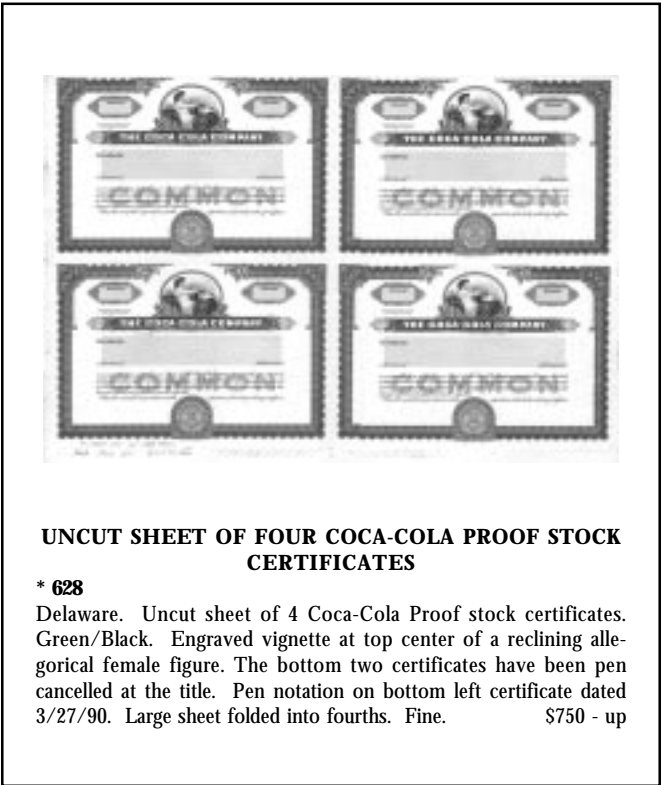 THE COCA-COLA COMPANY THE COCA-COLA COMPANY
COMMON COMMON
THE COCA-COLA COMPANY THE COCA-COLA COMPANY
COMMON COMMON
UNCUT SHEET OF FOUR COCA-COLA PROOF STOCK
CERTIFICATES
* 628
Delaware. Uncut sheet of 4 Coca-Cola Proof stock certificates.
Green/Black. Engraved vignette at top center of a reclining alle-
gorical female figure. The bottom two certificates have been pen
cancelled at the title. Pen notation on bottom left certificate dated
3/27/90. Large sheet folded into fourths. Fine. $750 - up